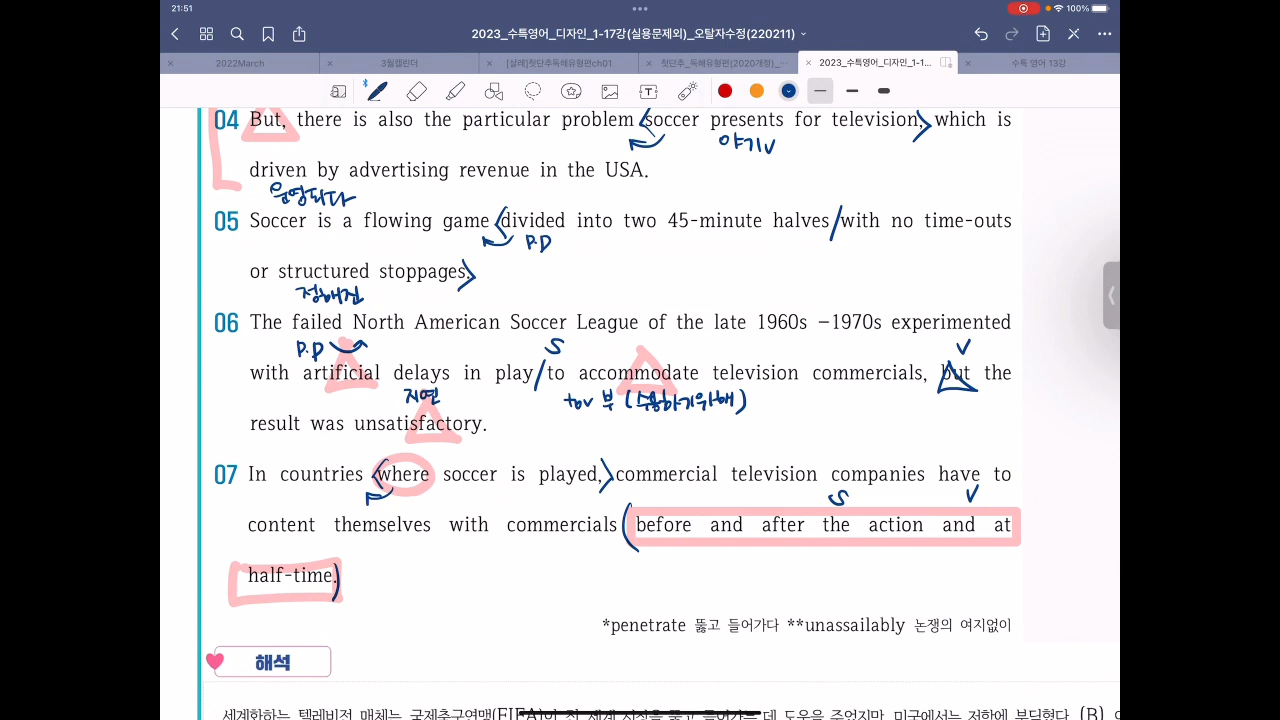 21:51
100%
2023_수특영어_디자인_1-17강(실용문제외)_오탈자수정(220211)
2022March
3월캘린더
[살레]첫단추독해유형편ch01
첫단추_독해유형편(2020개정)_…
2023_수특영어_디자인_1-1…
수특 영어 13강
04 But, there is also the particular problem soccer presents for television, which is
야기V
driven by advertising revenue in the USA.
운영되다
05 Soccer is a flowing game divided into two 45-minute halves / with no time-outs
P.P
or structured stoppages.
정해진
06 The failed North American Soccer League of the late 1960s –1970s experimented
P.P
S
V
with artificial delays in play / to accommodate television commercials, but the
지연
tov 부 (수용하기위해)
result was unsatisfactory.
07 In countries where soccer is played, commercial television companies have to
S
V
content themselves with commercials (before and after the action and at
half-time.)
*penetrate 뚫고 들어가다 **unassailably 논쟁의 여지없이
해석